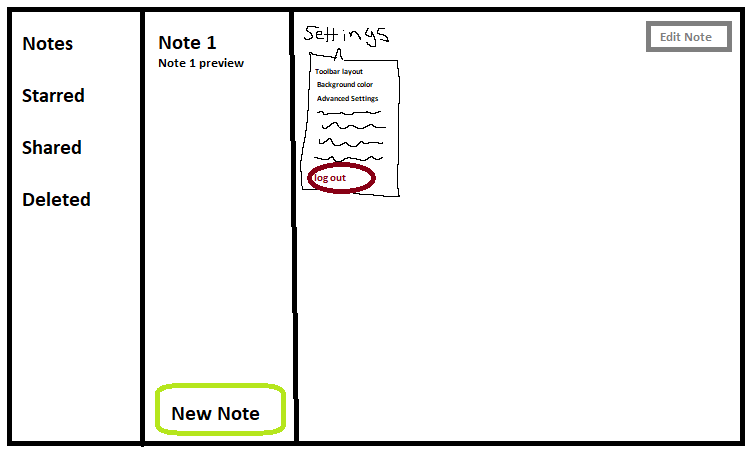 Notes
Starred
Shared
Deleted
Note 1
Note 1 preview
New Note
Settings
Toolbar layout
Background color
Advanced Settings
log out
Edit Note